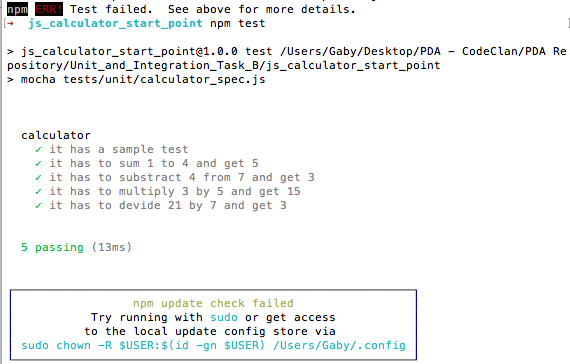 npm ERR! Test failed.  See above for more details.
[➜  js_calculator_start_point npm test ]
> js_calculator_start_point@1.0.0 test /Users/Gaby/Desktop/PDA - CodeClan/PDA Re
pository/Unit_and_Integration_Task_B/js_calculator_start_point
> mocha tests/unit/calculator_spec.js
calculator
✓ it has a sample test
✓ it has to sum 1 to 4 and get 5
✓ it has to substract 4 from 7 and get 3
✓ it has to multiply 3 by 5 and get 15
✓ it has to devide 21 by 7 and get 3
5 passing (13ms)
npm update check failed
Try running with sudo or get access
to the local update config store via
sudo chown -R $USER:$(id -gn $USER) /Users/Gaby/.config